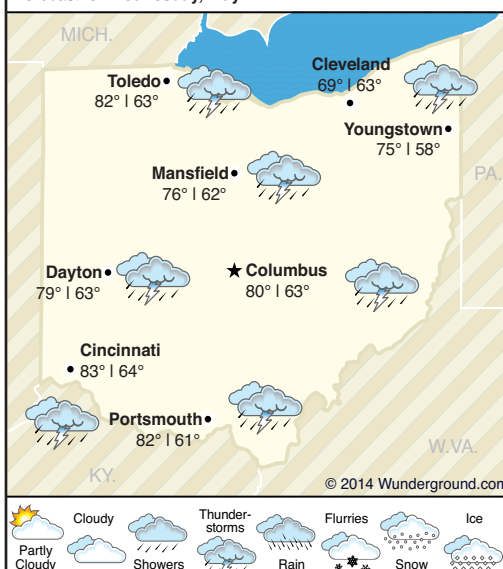 MICH.
Cleveland
69° | 63°
Toledo
82° | 63°
Youngstown
75° | 58°
Mansfield
76° | 62°
PA.
Dayton
79° | 63°
Columbus
80° | 63°
Cincinnati
83° | 64°
Portsmouth
82° | 61°
W.VA.
KY.
© 2014 Wunderground.com
Partly
Cloudy
Cloudy
Showers
Thunder-
storms
Rain
Flurries
Snow
Ice